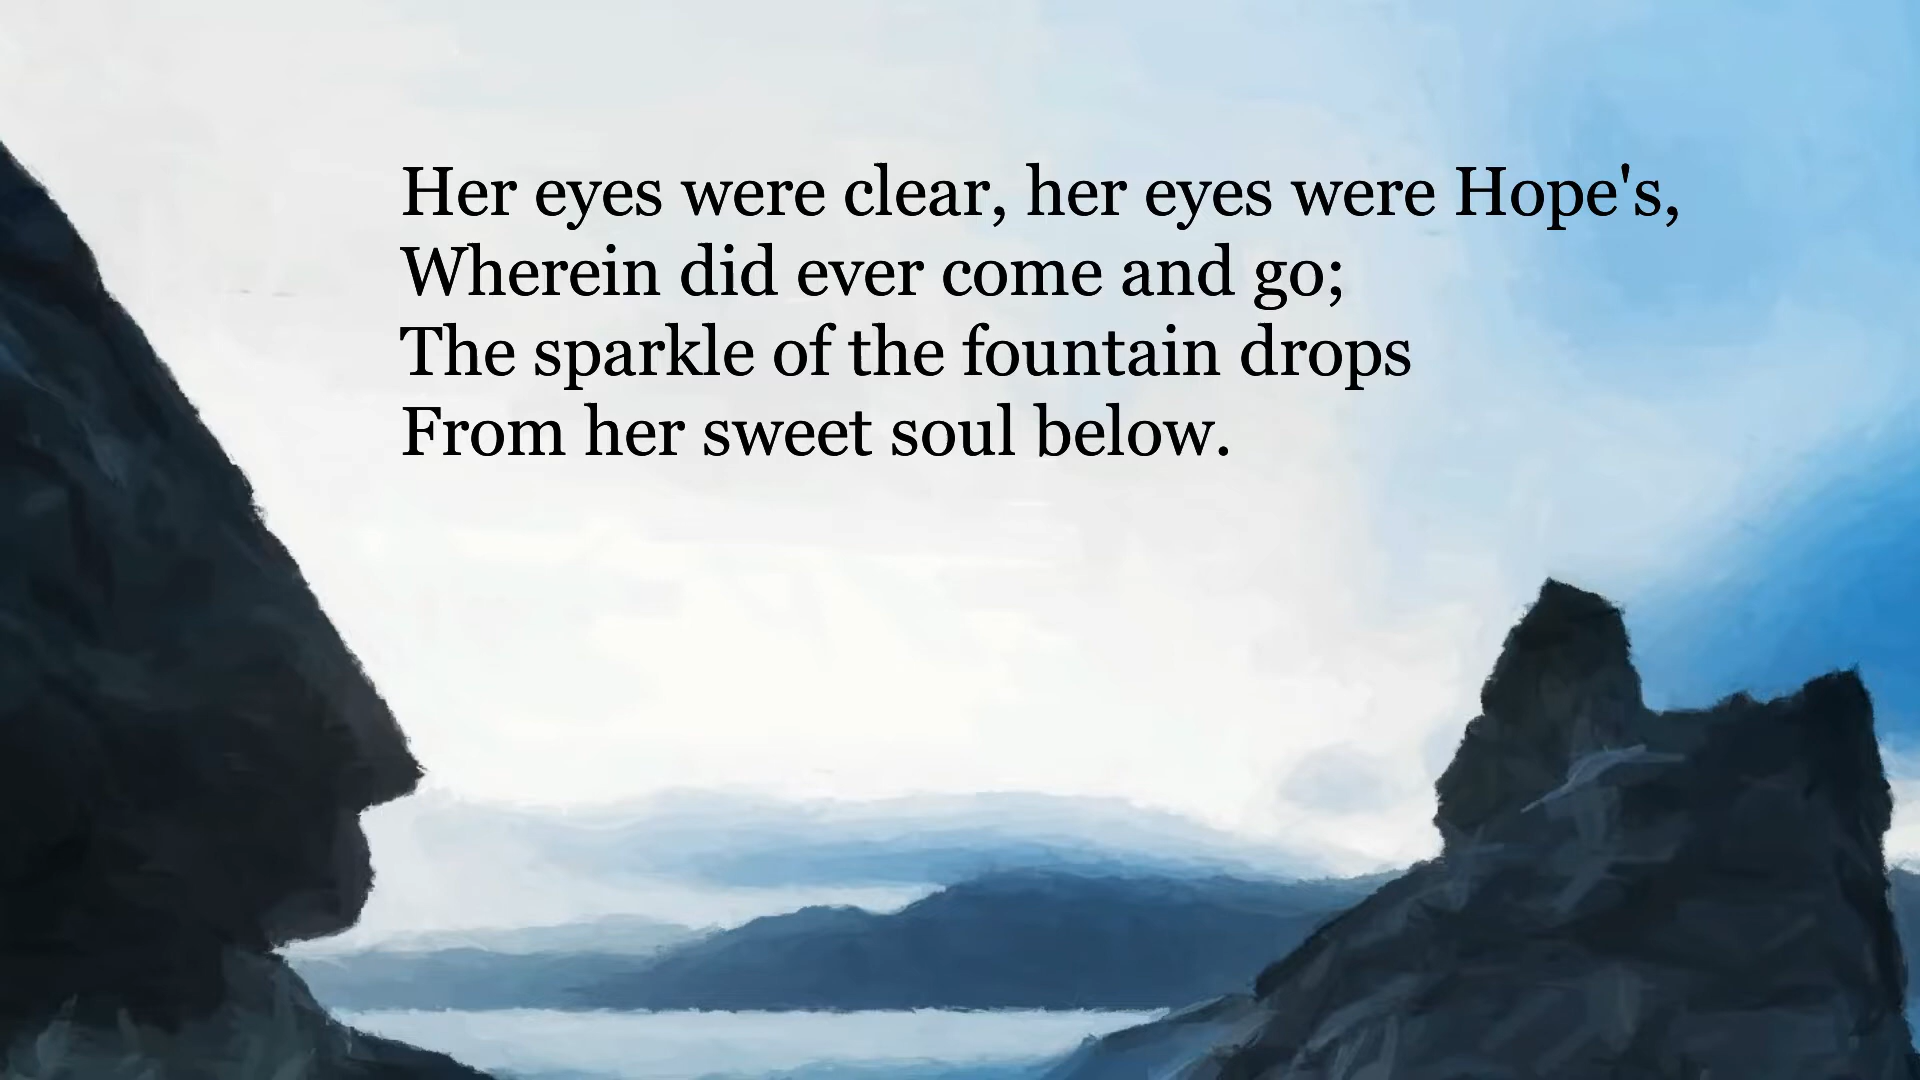 Her eyes were clear, her eyes were Hope's,
Wherein did ever come and go;
The sparkle of the fountain drops
From her sweet soul below.